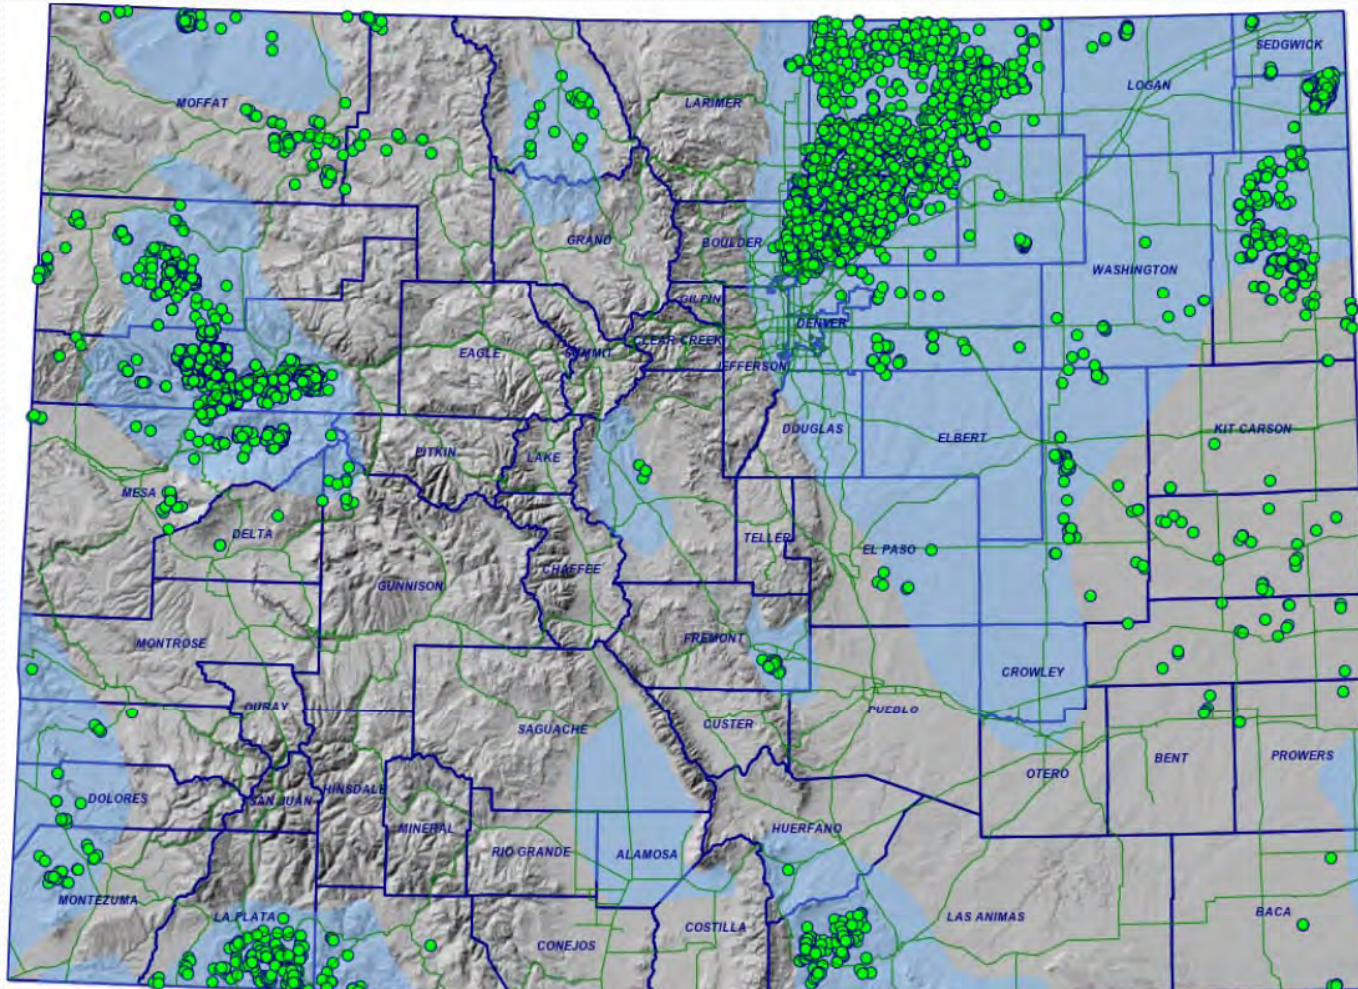 SEDGWICK
LOGAN
MOFFAT
LARIMER
GRAND
BOULDER
WASHINGTON
GILPIN
DENVER
CLEAR CREEK
EAGLE
SUMMIT
JEFFERSON
DOUGLAS
ELBERT
KIT CARSON
PITKIN
LAKE
MESA
DELTA
TELLER
EL PASO
CHAFFEE
GUNNISON
MONTROSE
FREMONT
CROWLEY
OURAY
PUEBLO
CUSTER
SAGUACHE
BENT
PROWERS
OTERO
DOLORES
SAN JUAN
HINSDALE
MINERAL
HUERFANO
RIO GRANDE
ALAMOSA
MONTEZUMA
LA PLATA
LAS ANIMAS
BACA
COSTILLA
CONEJOS